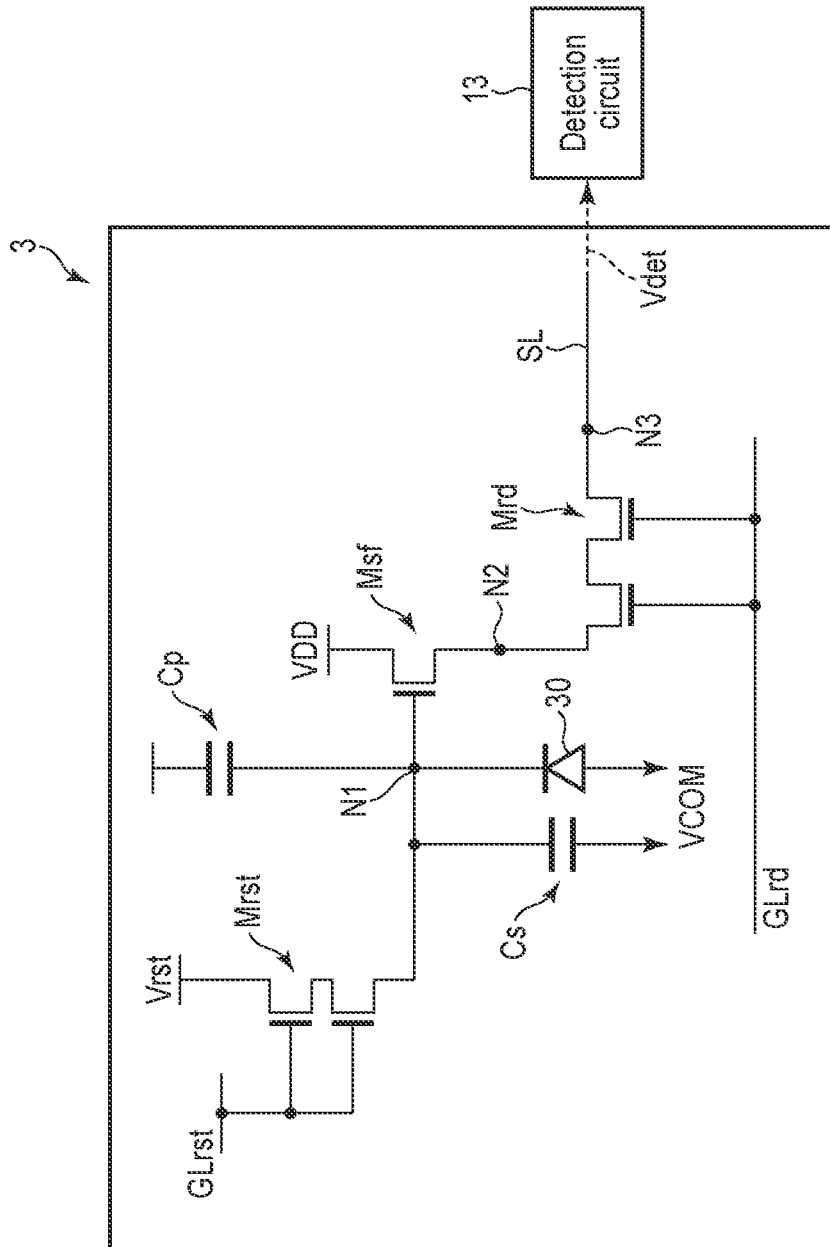 3
13
Detection
circuit
Vdet
SL
N3
Mrd
Msf
N2
VDD
Cp
N1
30
VCOM
Cs
Mrst
Vrst
GLrst
GLrd